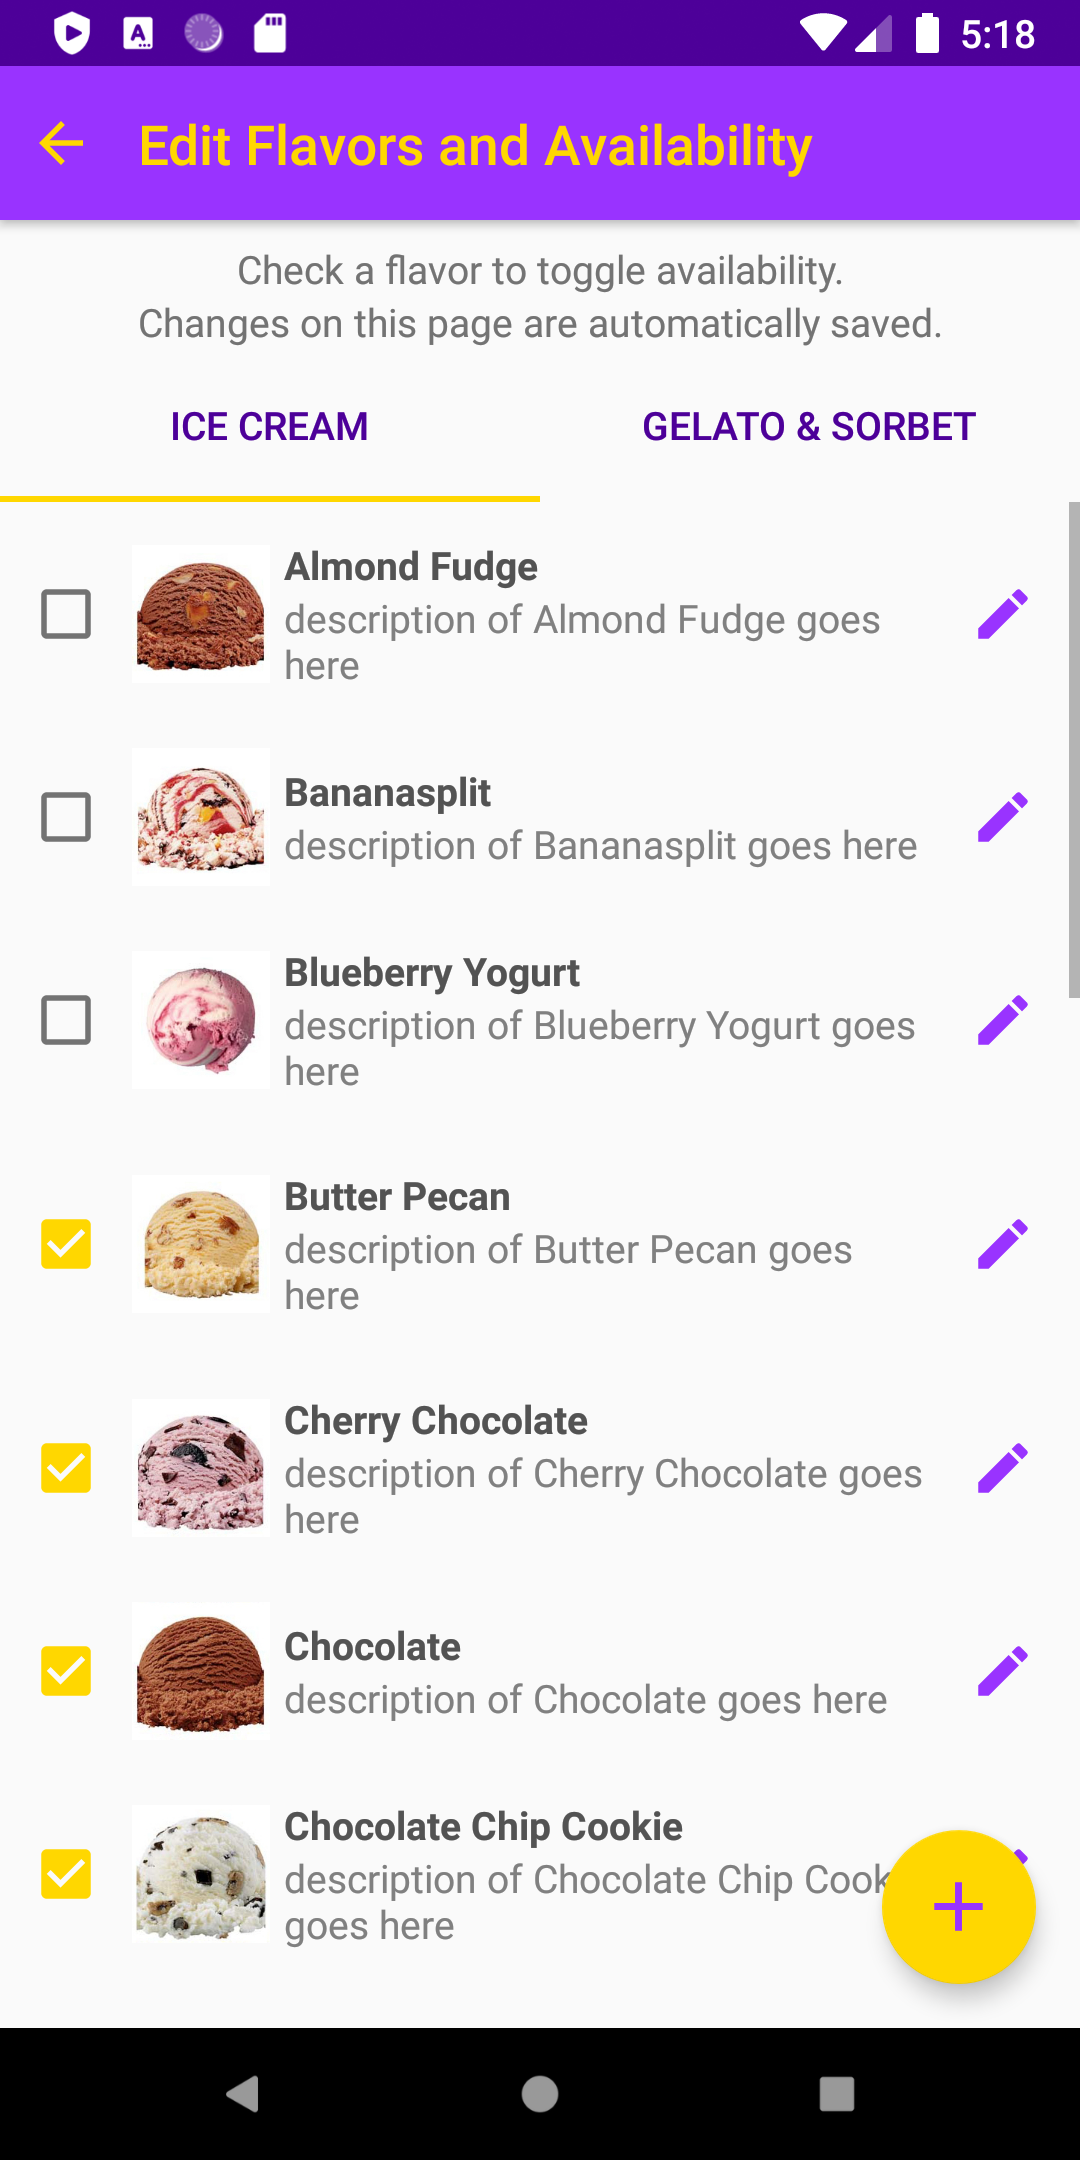 5:18
Edit Flavors and Availability
Check a flavor to toggle availability.
Changes on this page are automatically saved.
ICE CREAM
GELATO & SORBET
Almond Fudge
description of Almond Fudge goes
here
Bananasplit
description of Bananasplit goes here
Blueberry Yogurt
description of Blueberry Yogurt goes
here
Butter Pecan
description of Butter Pecan goes
here
Cherry Chocolate
description of Cherry Chocolate goes
here
Chocolate
description of Chocolate goes here
Chocolate Chip Cookie
description of Chocolate Chip Cook
goes here